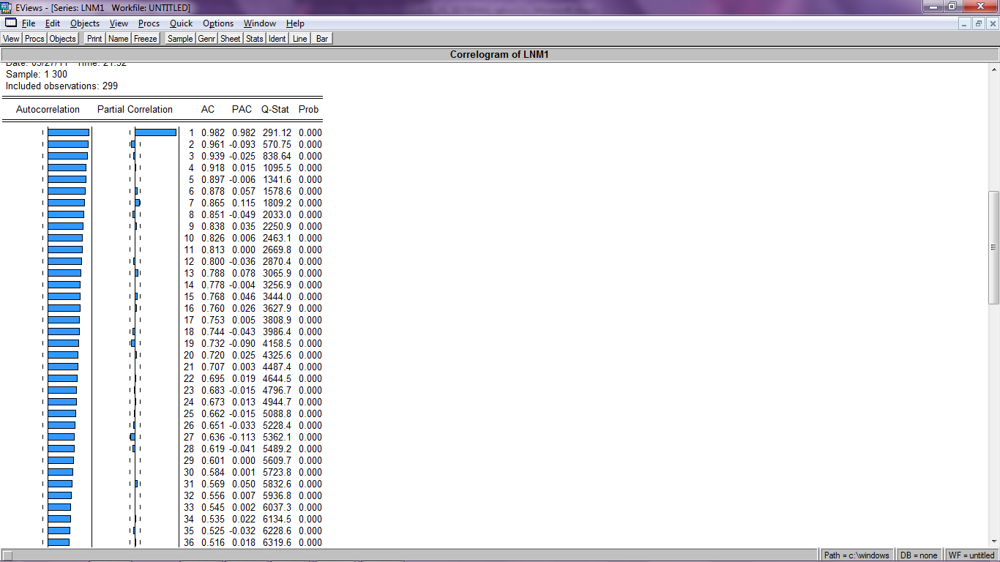 EViews - [Series: LNM1 Workfile: UNTITLED]
File Edit Objects View Procs Quick Options Window Help
View Procs Objects Print Name Freeze Sample Genr Sheet Stats Ident Line Bar
Correlogram of LNM1
Sample: 1 300
Included observations: 299
Autocorrelation Partial Correlation AC PAC Q-Stat Prob
1 0.982 0.982 291.12 0.000
2 0.961 -0.093 570.75 0.000
3 0.939 -0.025 838.64 0.000
4 0.918 0.015 1095.5 0.000
5 0.897 -0.006 1341.6 0.000
6 0.878 0.057 1578.6 0.000
7 0.865 0.115 1809.2 0.000
8 0.851 -0.049 2033.0 0.000
9 0.838 0.035 2250.9 0.000
10 0.826 0.006 2463.1 0.000
11 0.813 0.000 2669.8 0.000
12 0.800 -0.036 2870.4 0.000
13 0.788 0.078 3065.9 0.000
14 0.778 -0.004 3256.9 0.000
15 0.768 0.046 3444.0 0.000
16 0.760 0.026 3627.9 0.000
17 0.753 0.005 3808.9 0.000
18 0.744 -0.043 3986.4 0.000
19 0.732 -0.090 4158.5 0.000
20 0.720 0.025 4325.6 0.000
21 0.707 0.003 4487.4 0.000
22 0.695 0.019 4644.5 0.000
23 0.683 -0.015 4796.7 0.000
24 0.673 0.013 4944.7 0.000
25 0.662 -0.015 5088.8 0.000
26 0.651 -0.033 5228.4 0.000
27 0.636 -0.113 5362.1 0.000
28 0.619 -0.041 5489.2 0.000
29 0.601 0.000 5609.7 0.000
30 0.584 0.001 5723.8 0.000
31 0.569 0.050 5832.6 0.000
32 0.556 0.007 5936.8 0.000
33 0.545 0.002 6037.3 0.000
34 0.535 0.022 6134.5 0.000
35 0.525 -0.032 6228.6 0.000
36 0.516 0.018 6319.6 0.000
Path = c:\windows DB = none WF = untitled